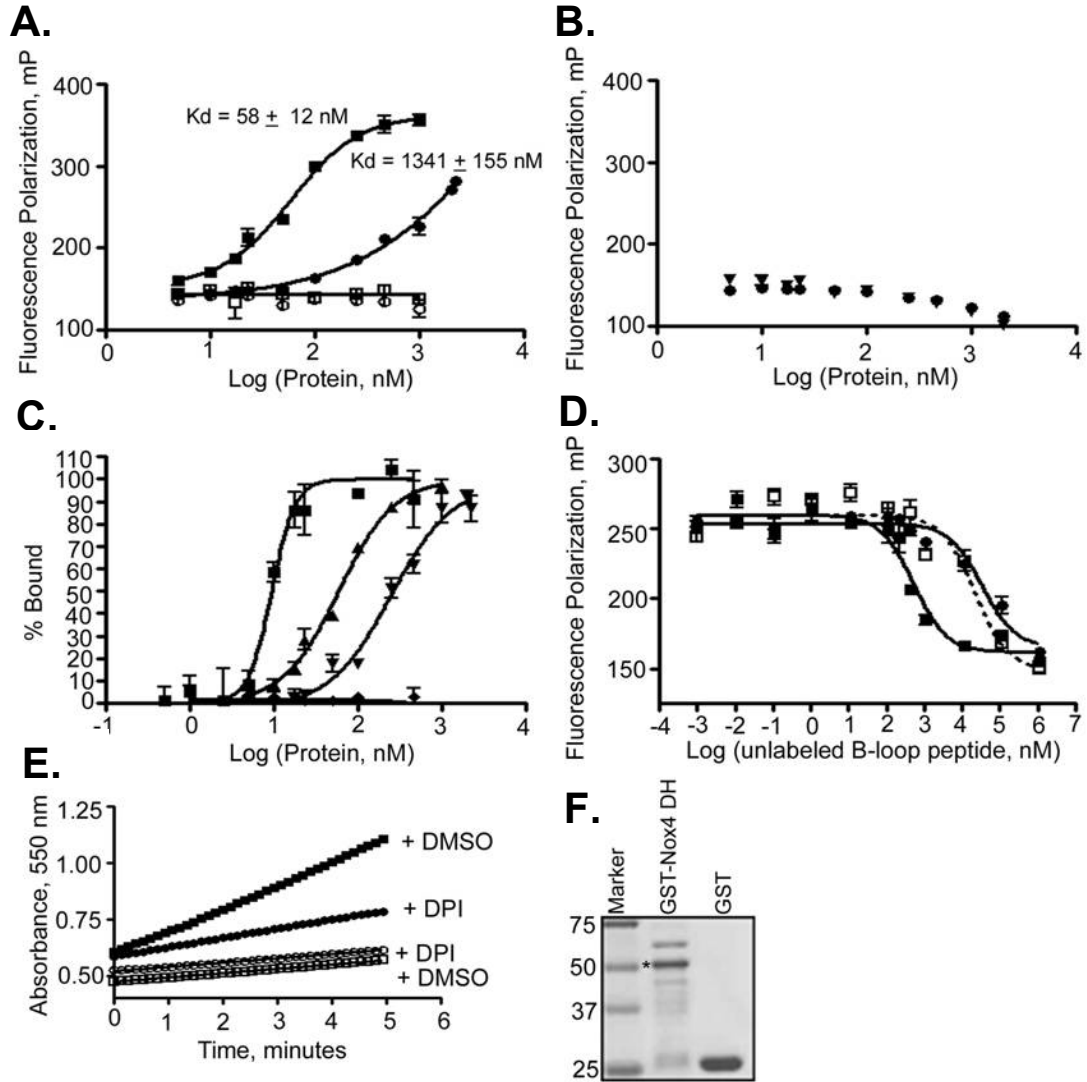 A.
Fluorescence Polarization, mP
400
300
200
100
Kd = 58 ± 12 nM
Kd = 1341 ± 155 nM
0 1 2 3 4
Log (Protein, nM)
B.
Fluorescence Polarization, mP
400
300
200
100
0 1 2 3 4
Log (Protein, nM)
C.
% Bound
110
100
90
80
70
60
50
40
30
20
10
0
-1 0 1 2 3 4
Log (Protein, nM)
D.
Fluorescence Polarization, mP
300
250
200
150
-4 -3 -2 -1 0 1 2 3 4 5 6 7
Log (unlabeled B-loop peptide, nM)
E.
Absorbance, 550 nm
1.25
1.00
0.75
0.50
+ DMSO
+ DPI
+ DPI
+ DMSO
0 1 2 3 4 5 6
Time, minutes
F.
Marker
GST-Nox4 DH
GST
75
50
*
37
25